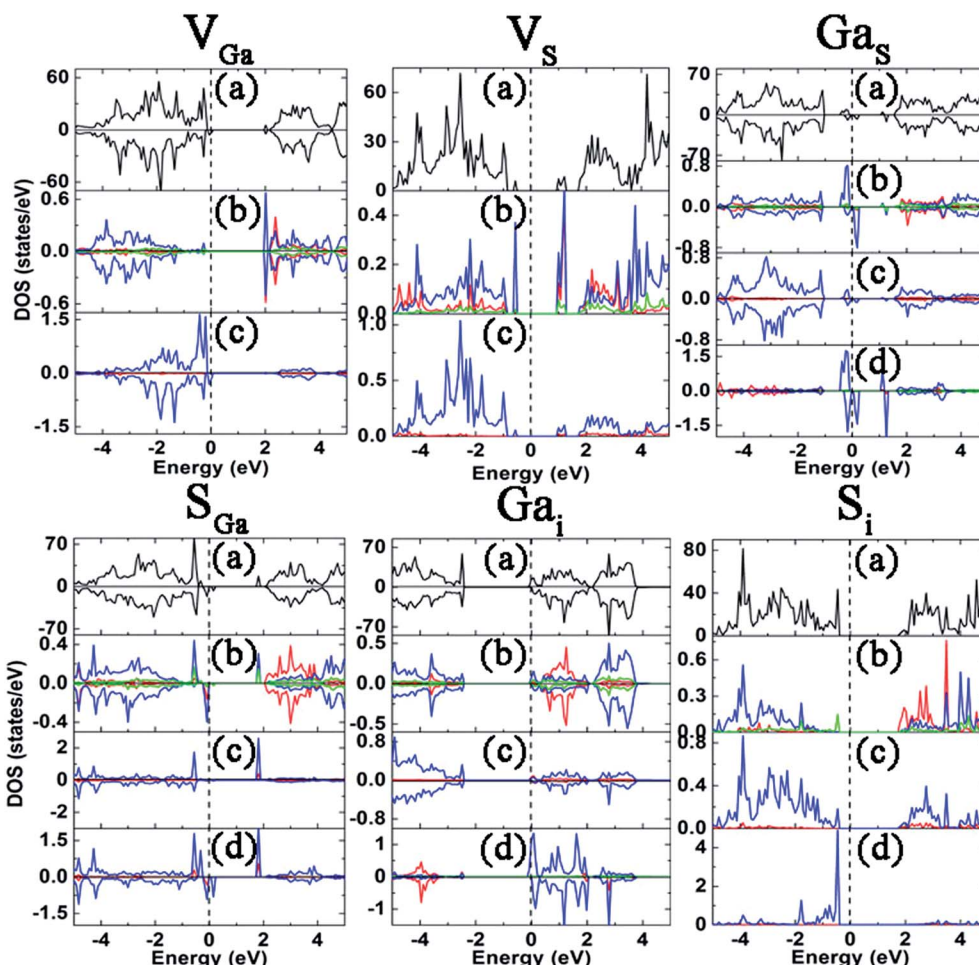 V_Ga
(a)
60
0
-60
(b)
0.6
0.0
-0.6
(c)
1.5
0.0
-1.5
-4 -2 0 2 4
Energy (eV)
DOS (states/eV)
V_S
(a)
60
30
0
(b)
0.4
0.2
0.0
(c)
1.0
0.5
0.0
-4 -2 0 2 4
Energy (eV)
Ga_S
(a)
70
0
-70
(b)
0.8
0.0
-0.8
(c)
0.8
0.0
-0.8
(d)
1.5
0.0
-1.5
-4 -2 0 2 4
Energy (eV)
S_Ga
(a)
70
0
-70
(b)
0.4
0.0
-0.4
(c)
2
0
-2
(d)
1.5
0.0
-1.5
-4 -2 0 2 4
Energy (eV)
DOS (states/eV)
Ga_i
(a)
70
0
-70
(b)
0.5
0.0
-0.5
(c)
0.8
0.0
-0.8
(d)
1
0
-1
-4 -2 0 2 4
Energy (eV)
S_i
(a)
80
40
0
(b)
0.6
0.3
0.0
(c)
0.8
0.4
0.0
(d)
4
2
0
-4 -2 0 2 4
Energy (eV)